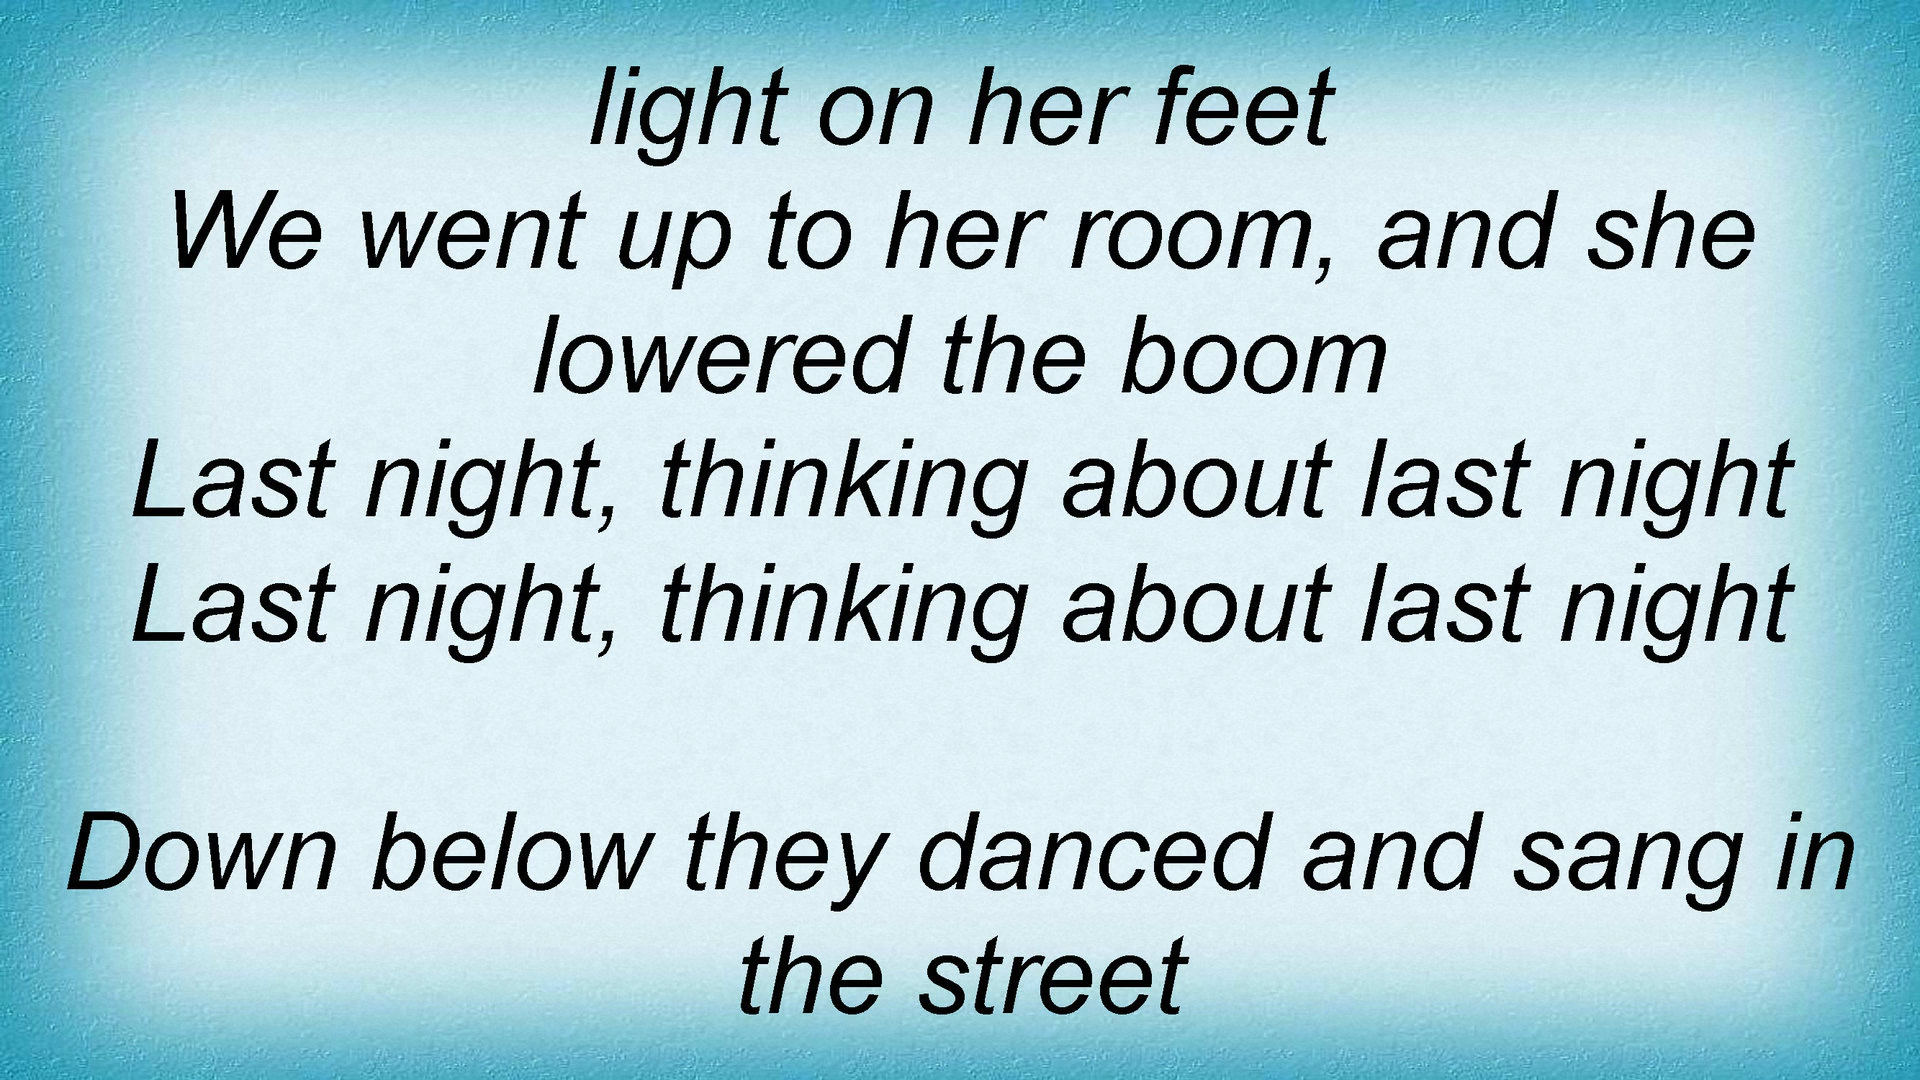 light on her feet
We went up to her room, and she
lowered the boom
Last night, thinking about last night
Last night, thinking about last night
Down below they danced and sang in
the street